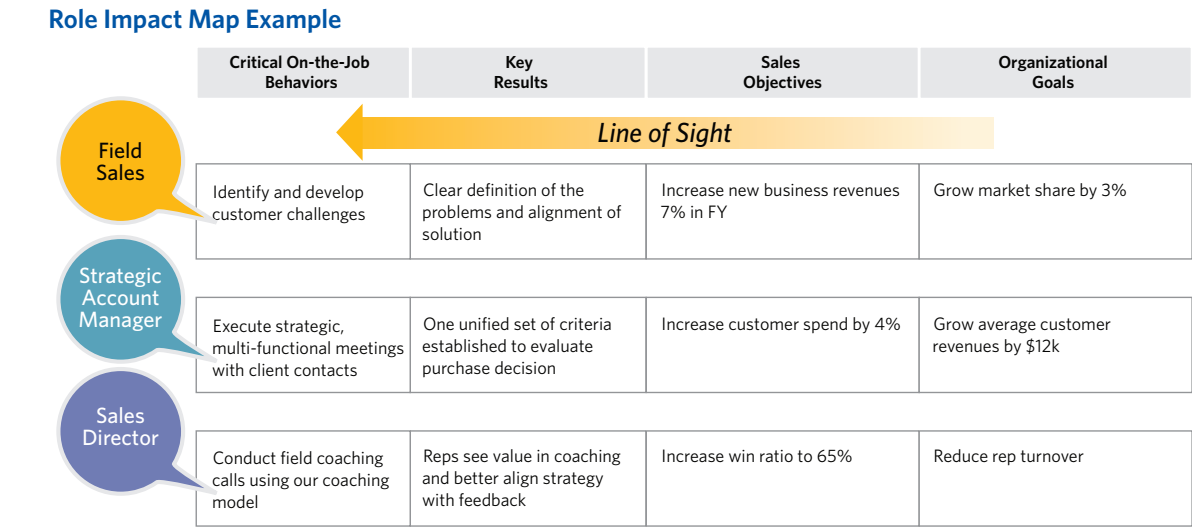 Role Impact Map Example
Critical On-the-Job
Behaviors
Key
Results
Sales
Objectives
Organizational
Goals
Line of Sight
Field
Sales
Identify and develop
customer challenges
Clear definition of the
problems and alignment of
solution
Increase new business revenues
7% in FY
Grow market share by 3%
Strategic
Account
Manager
Execute strategic,
multi-functional meetings
with client contacts
One unified set of criteria
established to evaluate
purchase decision
Increase customer spend by 4%
Grow average customer
revenues by $12k
Sales
Director
Conduct field coaching
calls using our coaching
model
Reps see value in coaching
and better align strategy
with feedback
Increase win ratio to 65%
Reduce rep turnover